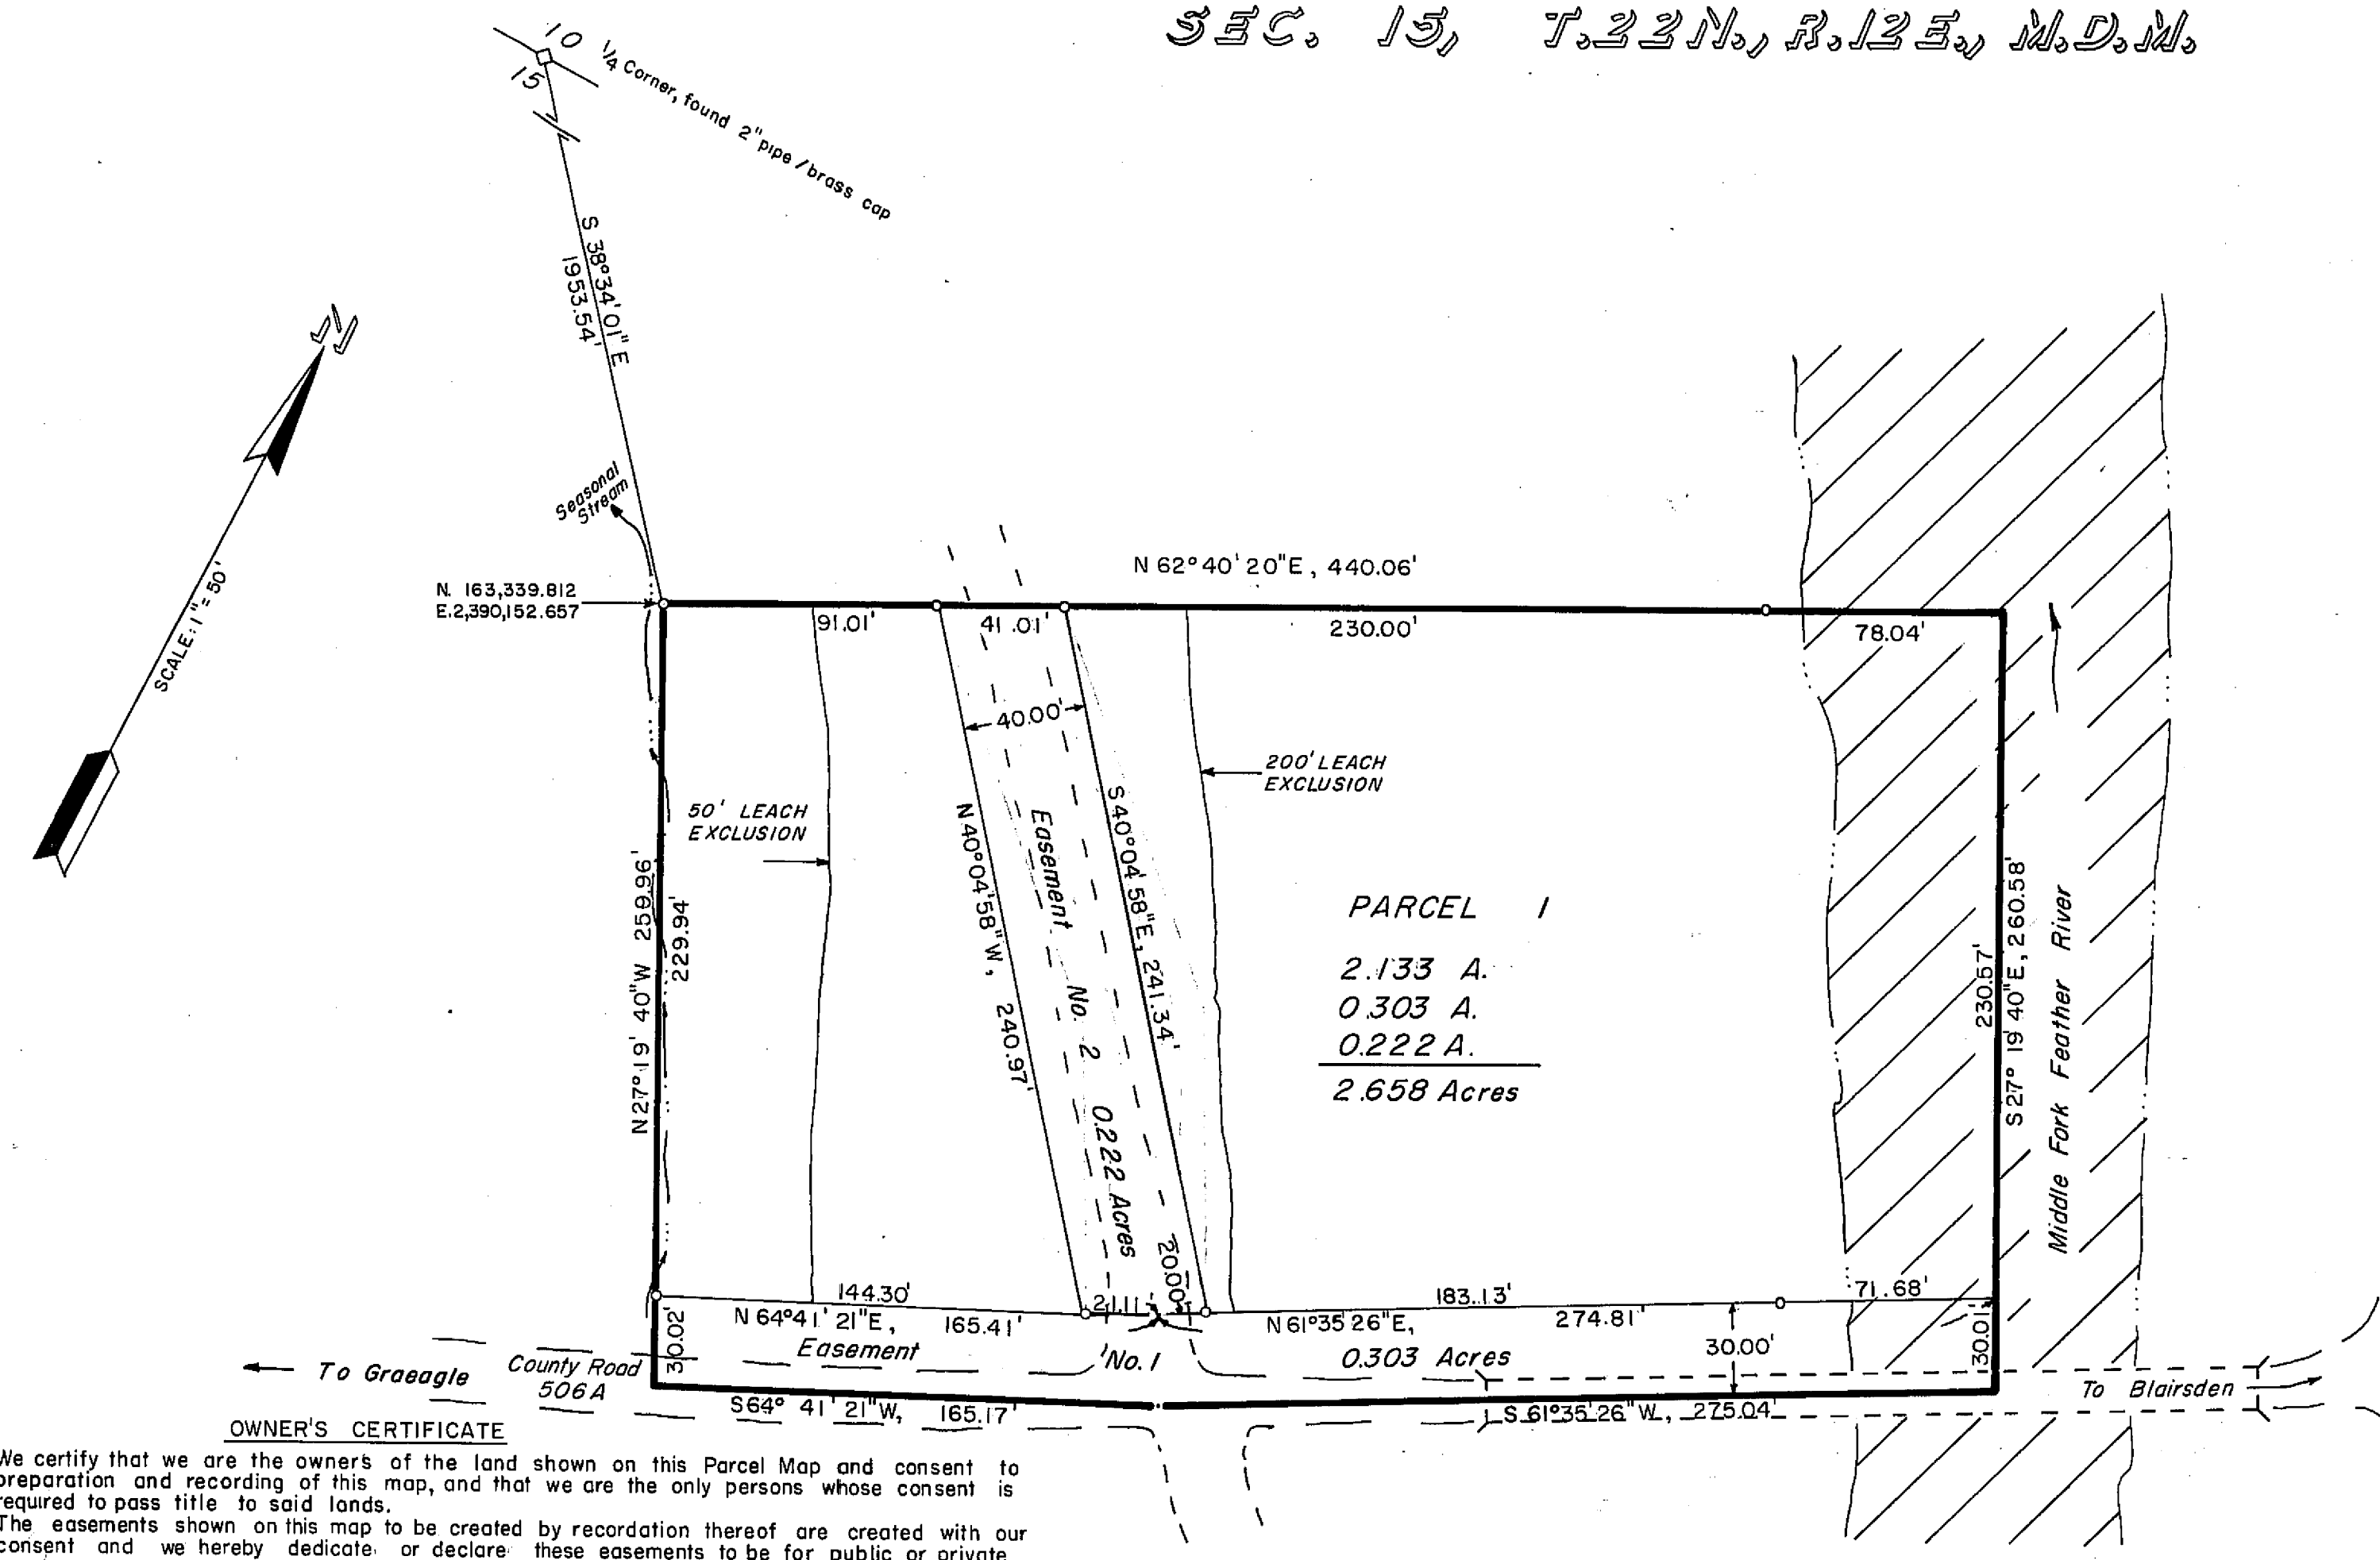 SEC. 15, T.22N., R.12E., M.D.M.
10
15
1/4 Corner, found 2" pipe/brass cap
S 38°34'01" E
1953.54'
N
SCALE: 1" = 50'
Seasonal
Stream
N. 163,339.812
E. 2,390,152.657
N 62°40'20"E, 440.06'
91.01'
41.01'
230.00'
78.04'
40.00'
200' LEACH
EXCLUSION
50' LEACH
EXCLUSION
N27°19'40"W 259.96'
229.94'
N40°04'58"W, 240.97'
Easement No. 2 0.222 Acres
S40°04'58"E, 241.34'
PARCEL 1
2.133 A.
0.303 A.
0.222 A.
2.658 Acres
230.57'
S27°19'40"E, 260.58'
Middle Fork Feather River
144.30'
21.11'
20.00'
183.13'
71.68'
N 64°41'21"E, 165.41'
N 61°35'26"E, 274.81'
30.02'
Easement No. 1 0.303 Acres
30.00'
30.01'
To Graeagle
County Road
506A
To Blairsden
S64°41'21"W, 165.17'
S 61°35'26"W, 275.04'
OWNER'S CERTIFICATE
We certify that we are the owners of the land shown on this Parcel Map and consent to
preparation and recording of this map, and that we are the only persons whose consent is
required to pass title to said lands.
The easements shown on this map to be created by recordation thereof are created with our
consent and we hereby dedicate or declare these easements to be for public or private